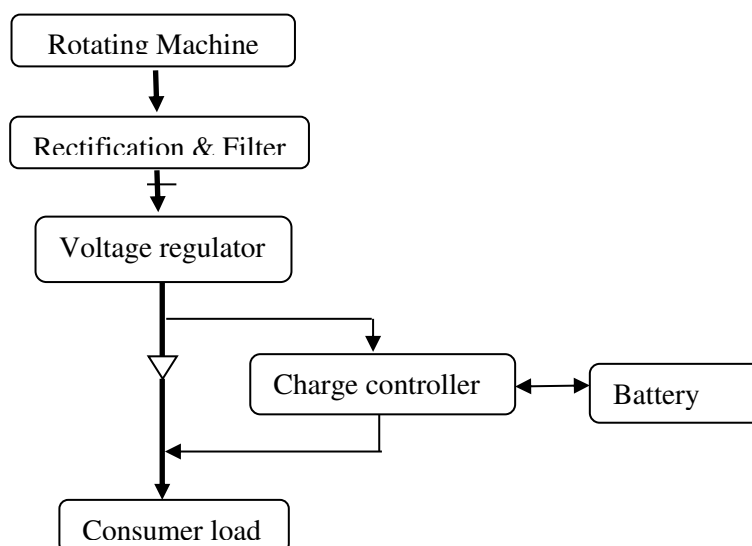 Rotating Machine
Rectification & Filter
Voltage regulator
Charge controller
Battery
Consumer load